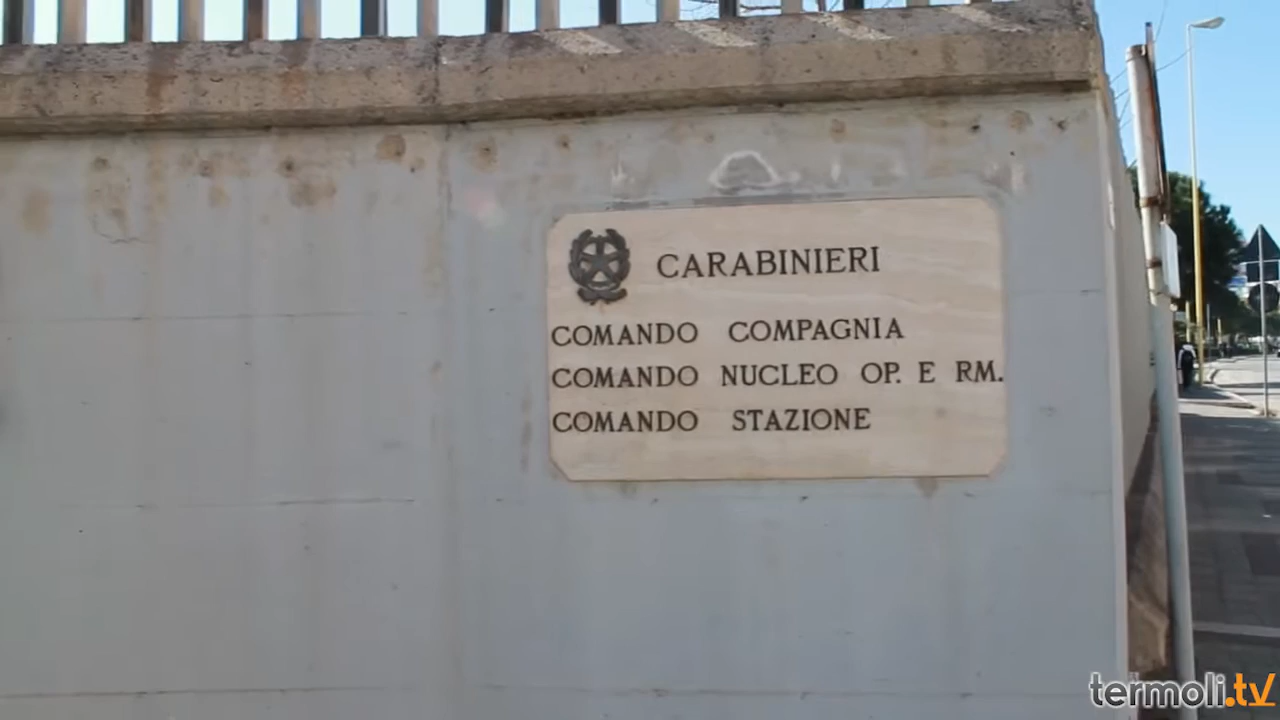 CARABINIERI
COMANDO COMPAGNIA
COMANDO NUCLEO OP. E RM.
COMANDO STAZIONE
termoli.tv